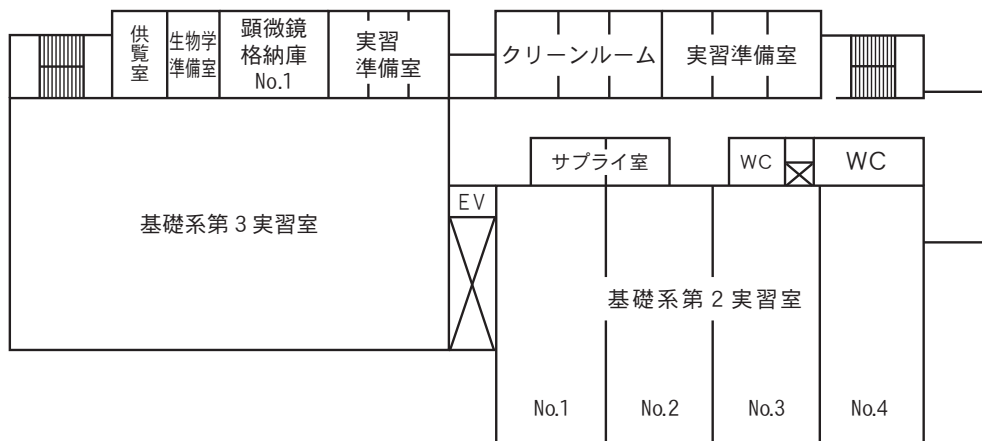 供覧室
生物学
準備室
顕微鏡
格納庫
No.1
実習
準備室
クリーンルーム
実習準備室
サプライ室
WC
WC
EV
基礎系第3実習室
基礎系第2実習室
No.1
No.2
No.3
No.4